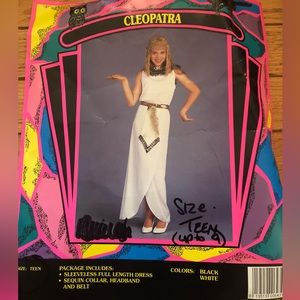 CLEOPATRA
SIZE.
TEEN
SIZE: TEEN
PACKAGE INCLUDES:
• SLEEVELESS FULL LENGTH DRESS
• SEQUIN COLLAR, HEADBAND
AND BELT
COLORS: BLACK
WHITE